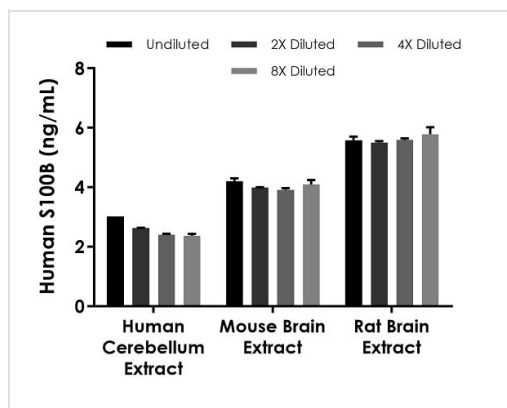 Undiluted 2X Diluted 4X Diluted
8X Diluted
Human S100B (ng/mL)
8
6
4
2
0
Human Cerebellum Extract
Mouse Brain Extract
Rat Brain Extract